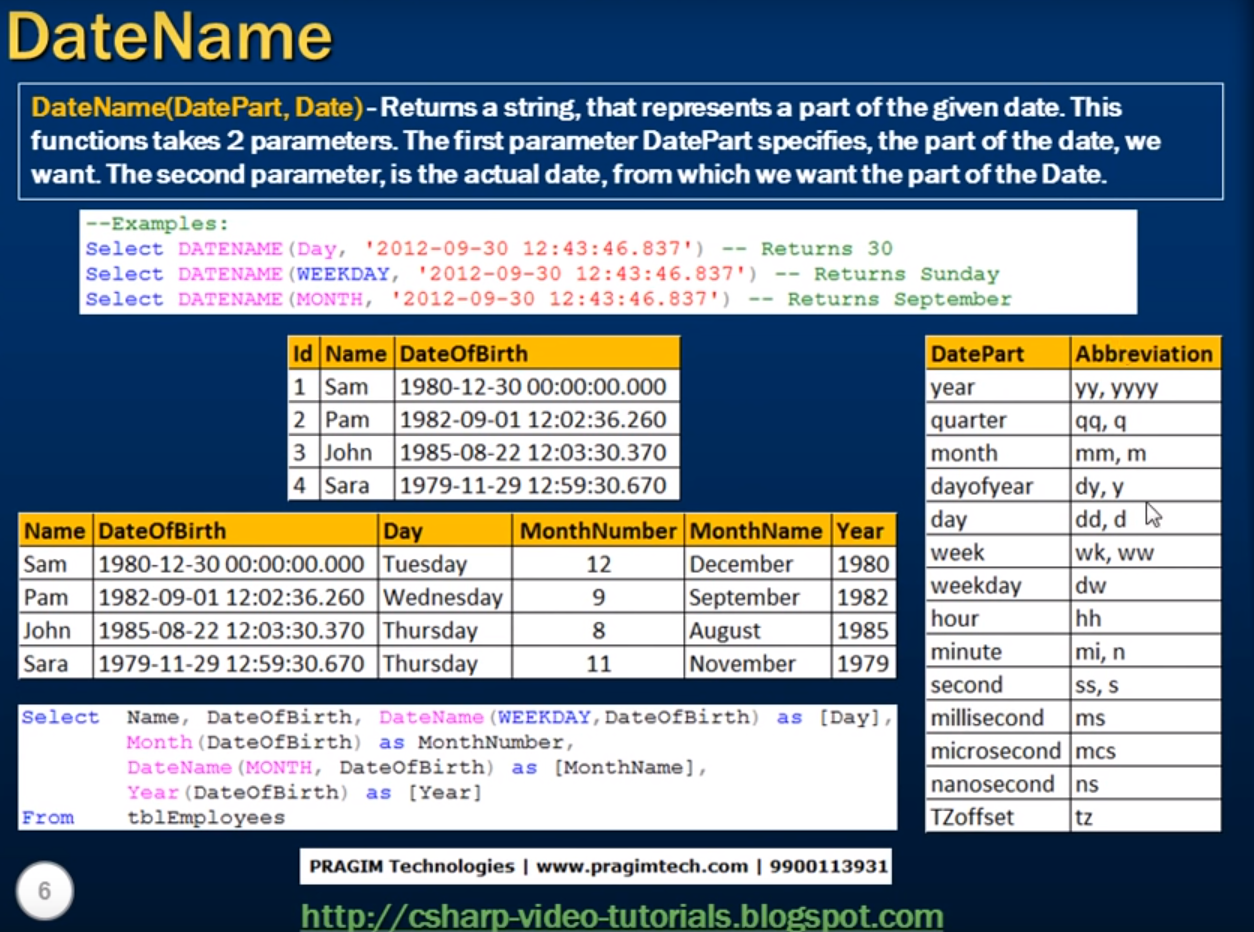 DateName
DateName(DatePart, Date) - Returns a string, that represents a part of the given date. This
functions takes 2 parameters. The first parameter DatePart specifies, the part of the date, we
want. The second parameter, is the actual date, from which we want the part of the Date.
--Examples:
Select DATENAME(Day, '2012-09-30 12:43:46.837') -- Returns 30
Select DATENAME(WEEKDAY, '2012-09-30 12:43:46.837') -- Returns Sunday
Select DATENAME(MONTH, '2012-09-30 12:43:46.837') -- Returns September
Id Name DateOfBirth
1 Sam 1980-12-30 00:00:00.000
2 Pam 1982-09-01 12:02:36.260
3 John 1985-08-22 12:03:30.370
4 Sara 1979-11-29 12:59:30.670
Name DateOfBirth Day MonthNumber MonthName Year
Sam 1980-12-30 00:00:00.000 Tuesday 12 December 1980
Pam 1982-09-01 12:02:36.260 Wednesday 9 September 1982
John 1985-08-22 12:03:30.370 Thursday 8 August 1985
Sara 1979-11-29 12:59:30.670 Thursday 11 November 1979
Select Name, DateOfBirth, DateName(WEEKDAY,DateOfBirth) as [Day],
Month(DateOfBirth) as MonthNumber,
DateName(MONTH, DateOfBirth) as [MonthName],
Year(DateOfBirth) as [Year]
From tblEmployees
DatePart Abbreviation
year yy, yyyy
quarter qq, q
month mm, m
dayofyear dy, y
day dd, d
week wk, ww
weekday dw
hour hh
minute mi, n
second ss, s
millisecond ms
microsecond mcs
nanosecond ns
TZoffset tz
PRAGIM Technologies | www.pragimtech.com | 9900113931
6
http://csharp-video-tutorials.blogspot.com